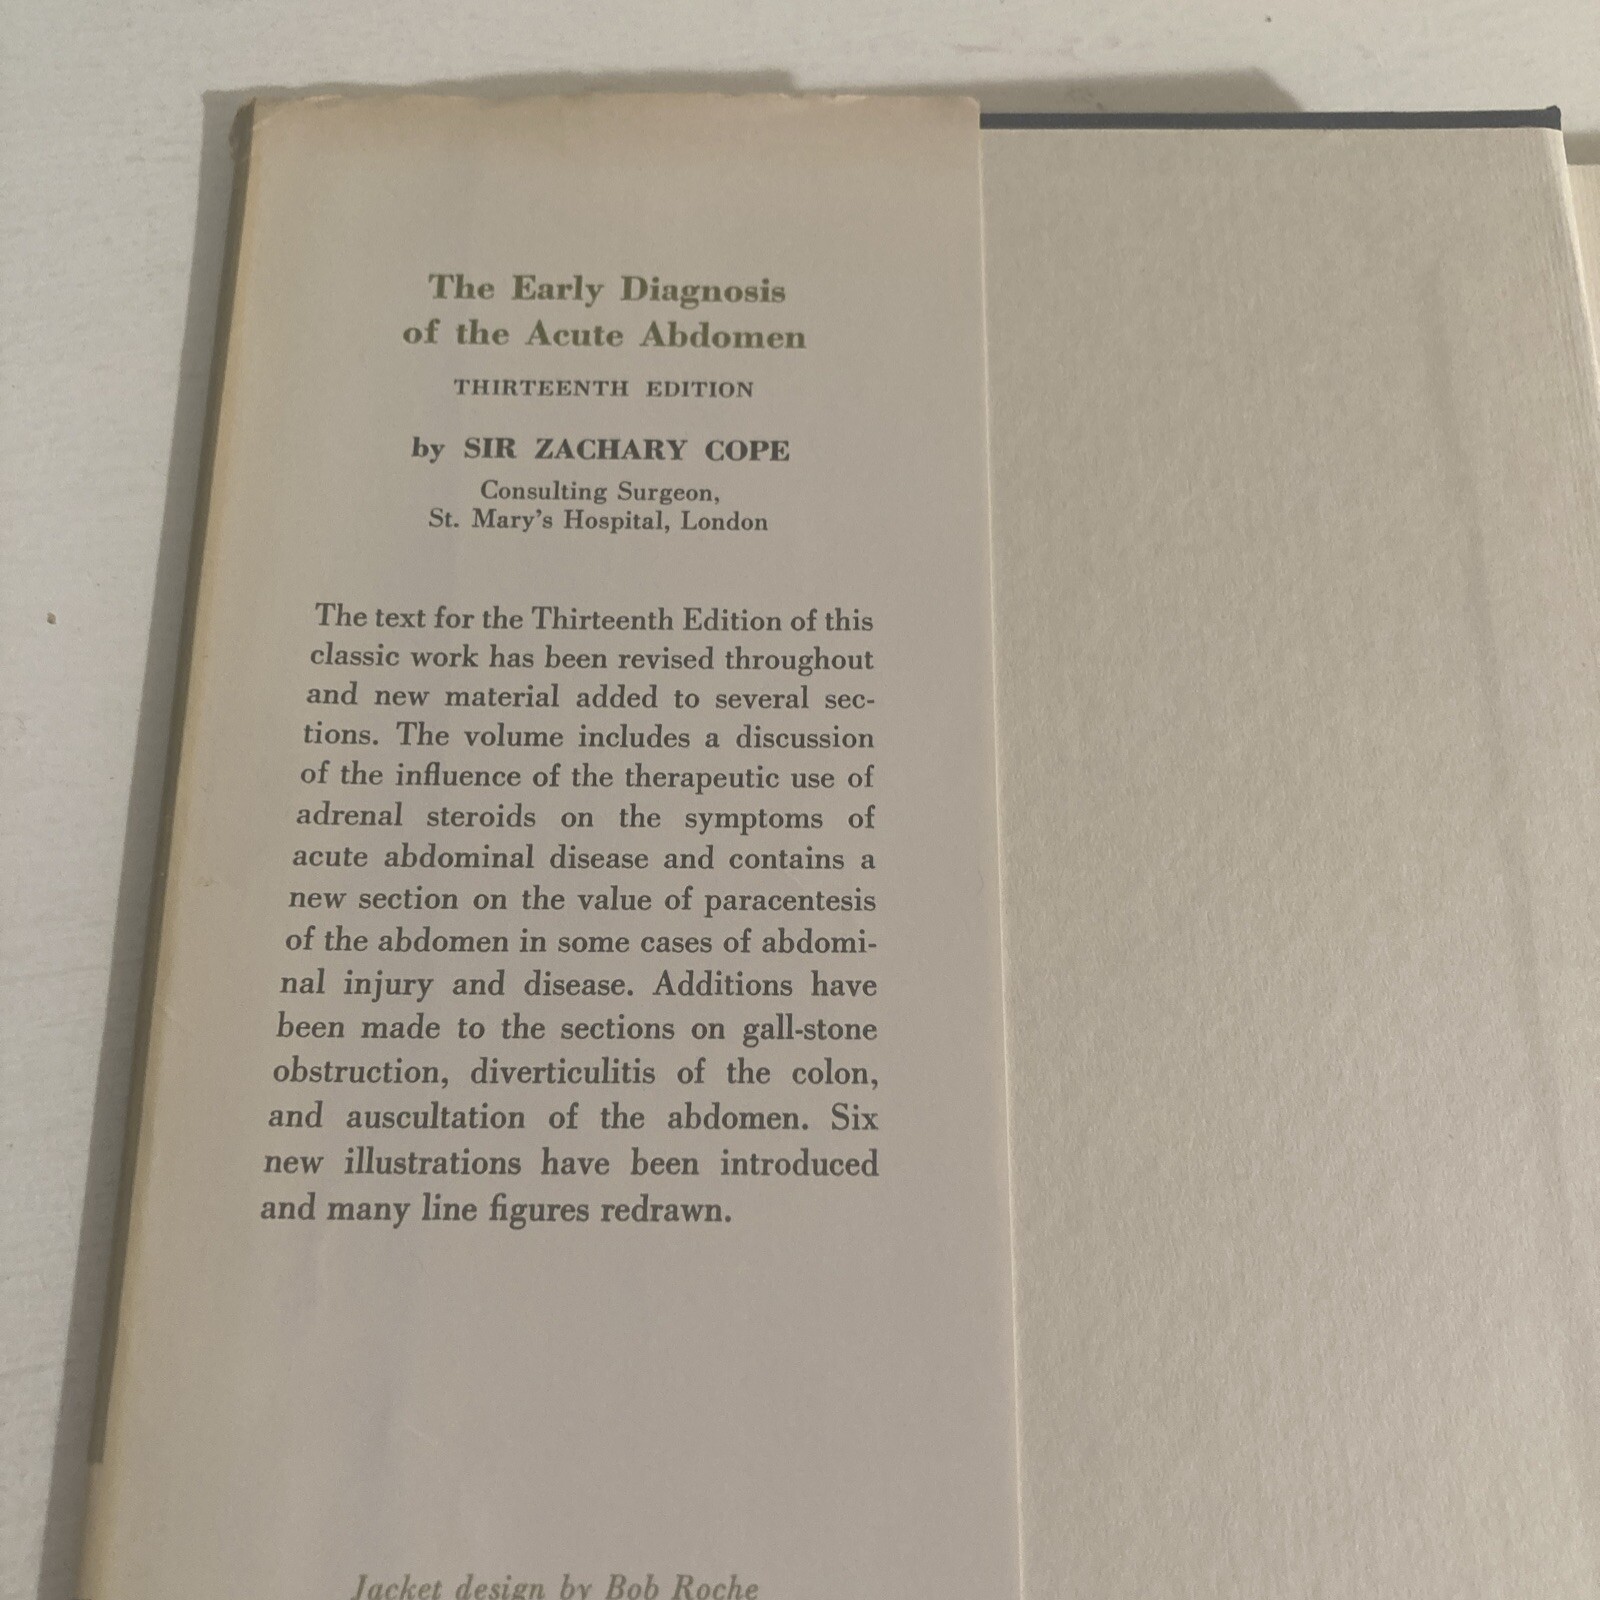 The Early Diagnosis
of the Acute Abdomen
THIRTEENTH EDITION
by SIR ZACHARY COPE
Consulting Surgeon,
St. Mary's Hospital, London
The text for the Thirteenth Edition of this
classic work has been revised throughout
and new material added to several sec-
tions. The volume includes a discussion
of the influence of the therapeutic use of
adrenal steroids on the symptoms of
acute abdominal disease and contains a
new section on the value of paracentesis
of the abdomen in some cases of abdomi-
nal injury and disease. Additions have
been made to the sections on gall-stone
obstruction, diverticulitis of the colon,
and auscultation of the abdomen. Six
new illustrations have been introduced
and many line figures redrawn.
Jacket design by Bob Roche